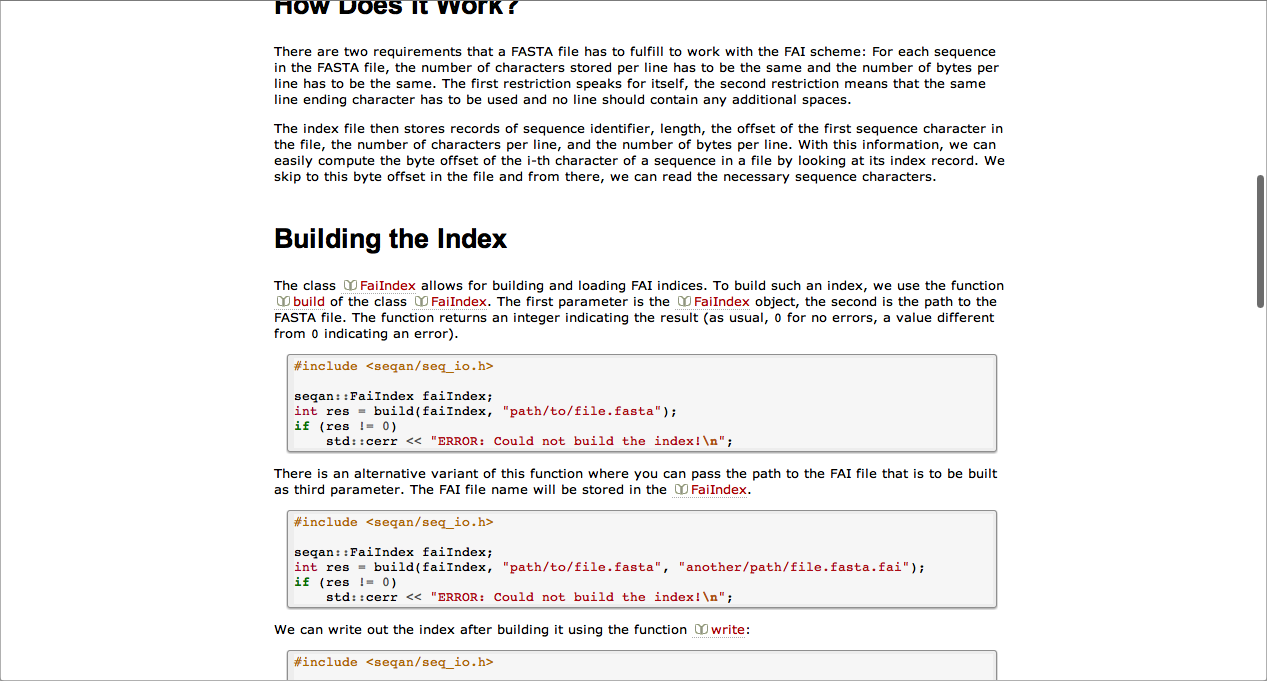 How Does It Work?
There are two requirements that a FASTA file has to fulfill to work with the FAI scheme: For each sequence
in the FASTA file, the number of characters stored per line has to be the same and the number of bytes per
line has to be the same. The first restriction speaks for itself, the second restriction means that the same
line ending character has to be used and no line should contain any additional spaces.
The index file then stores records of sequence identifier, length, the offset of the first sequence character in
the file, the number of characters per line, and the number of bytes per line. With this information, we can
easily compute the byte offset of the i-th character of a sequence in a file by looking at its index record. We
skip to this byte offset in the file and from there, we can read the necessary sequence characters.
Building the Index
The class FaiIndex allows for building and loading FAI indices. To build such an index, we use the function
build of the class FaiIndex. The first parameter is the FaiIndex object, the second is the path to the
FASTA file. The function returns an integer indicating the result (as usual, 0 for no errors, a value different
from 0 indicating an error).
#include <seqan/seq_io.h>
seqan::FaiIndex faiIndex;
int res = build(faiIndex, "path/to/file.fasta");
if (res != 0)
    std::cerr << "ERROR: Could not build the index!\n";
There is an alternative variant of this function where you can pass the path to the FAI file that is to be built
as third parameter. The FAI file name will be stored in the FaiIndex.
#include <seqan/seq_io.h>
seqan::FaiIndex faiIndex;
int res = build(faiIndex, "path/to/file.fasta", "another/path/file.fasta.fai");
if (res != 0)
    std::cerr << "ERROR: Could not build the index!\n";
We can write out the index after building it using the function write:
#include <seqan/seq_io.h>